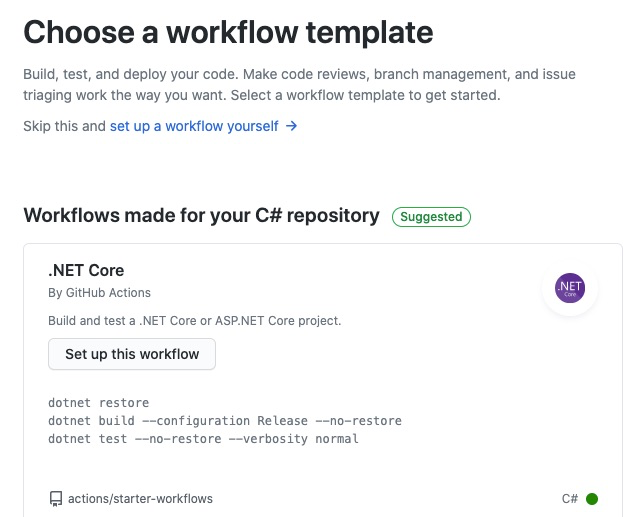 Choose a workflow template
Build, test, and deploy your code. Make code reviews, branch management, and issue
triaging work the way you want. Select a workflow template to get started.
Skip this and set up a workflow yourself →
Workflows made for your C# repository Suggested
.NET Core
By GitHub Actions
.NET
Core
Build and test a .NET Core or ASP.NET Core project.
Set up this workflow
dotnet restore
dotnet build --configuration Release --no-restore
dotnet test --no-restore --verbosity normal
actions/starter-workflows
C#